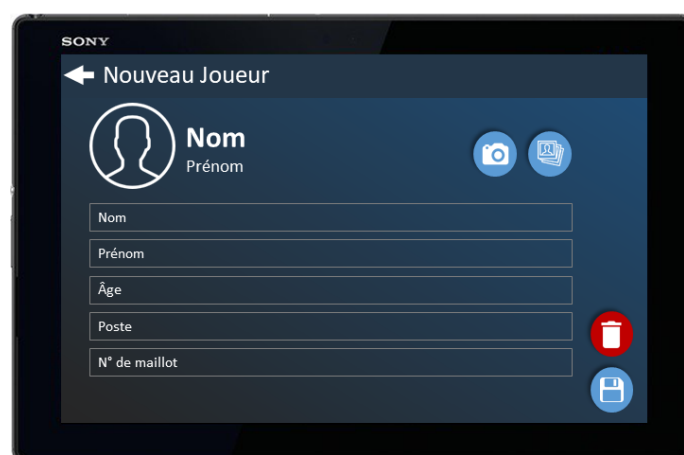 SONY
Nouveau Joueur
Nom
Prénom
Nom
Prénom
Âge
Poste
N° de maillot